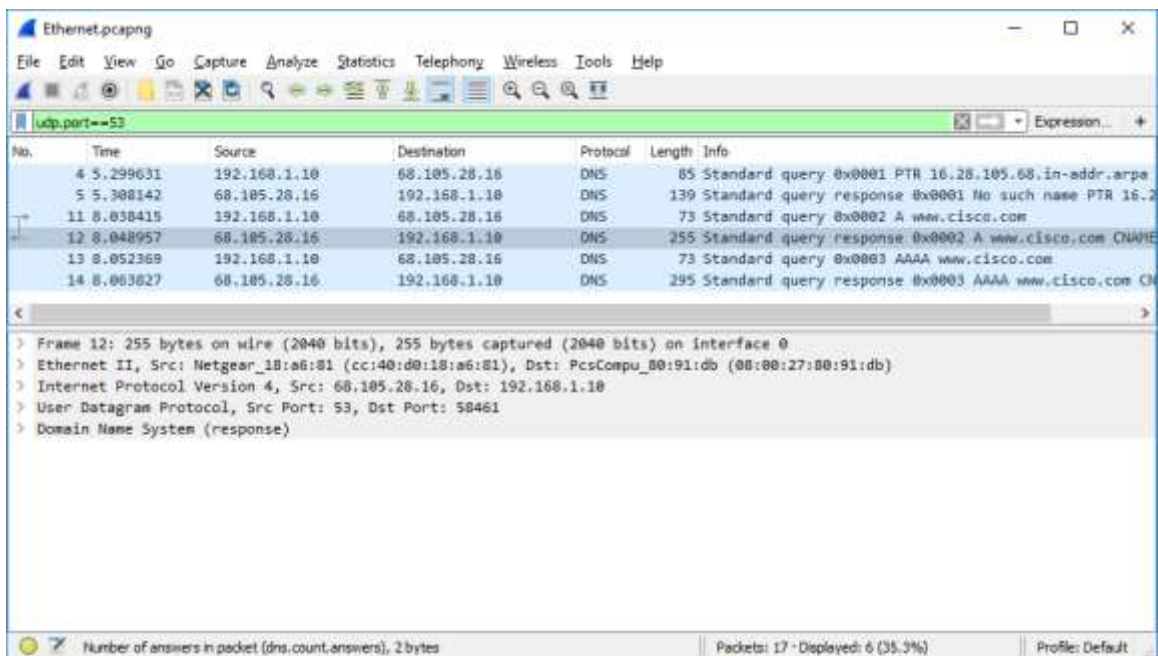 Ethernet.pcapng
File Edit View Go Capture Analyze Statistics Telephony Wireless Tools Help
udp.port==53 Expression... +
No. Time Source Destination Protocol Length Info
4 5.299631 192.168.1.10 68.105.28.16 DNS 85 Standard query 0x0001 PTR 16.28.105.68.in-addr.arpa
5 5.308142 68.105.28.16 192.168.1.10 DNS 139 Standard query response 0x0001 No such name PTR 16.2
11 8.038415 192.168.1.10 68.105.28.16 DNS 73 Standard query 0x0002 A www.cisco.com
12 8.048957 68.105.28.16 192.168.1.10 DNS 255 Standard query response 0x0002 A www.cisco.com CNAME
13 8.052369 192.168.1.10 68.105.28.16 DNS 73 Standard query 0x0003 AAAA www.cisco.com
14 8.063827 68.105.28.16 192.168.1.10 DNS 295 Standard query response 0x0003 AAAA www.cisco.com CN
> Frame 12: 255 bytes on wire (2040 bits), 255 bytes captured (2040 bits) on interface 0
> Ethernet II, Src: Netgear_18:a6:81 (cc:40:d0:18:a6:81), Dst: PcsCompu_80:91:db (08:00:27:80:91:db)
> Internet Protocol Version 4, Src: 68.105.28.16, Dst: 192.168.1.10
> User Datagram Protocol, Src Port: 53, Dst Port: 58461
> Domain Name System (response)
Number of answers in packet (dns.count.answers), 2 bytes Packets: 17 · Displayed: 6 (35.3%) Profile: Default